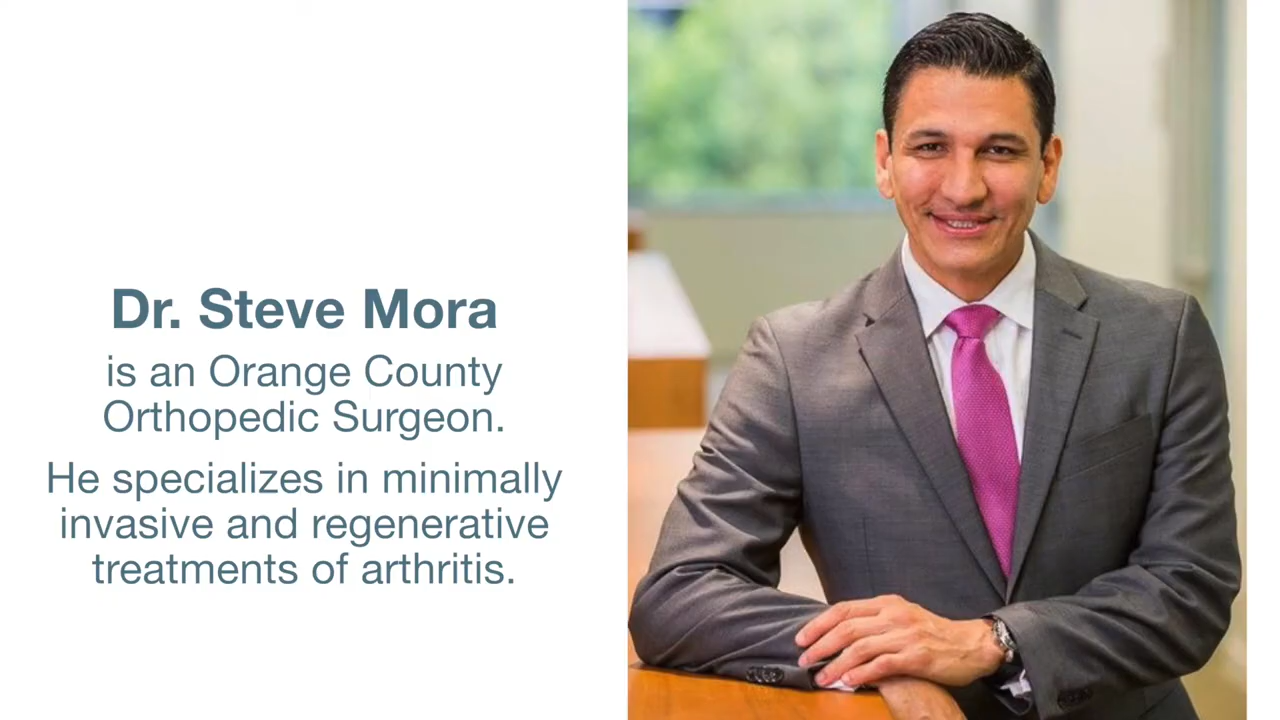 Dr. Steve Mora
is an Orange County
Orthopedic Surgeon.
He specializes in minimally
invasive and regenerative
treatments of arthritis.